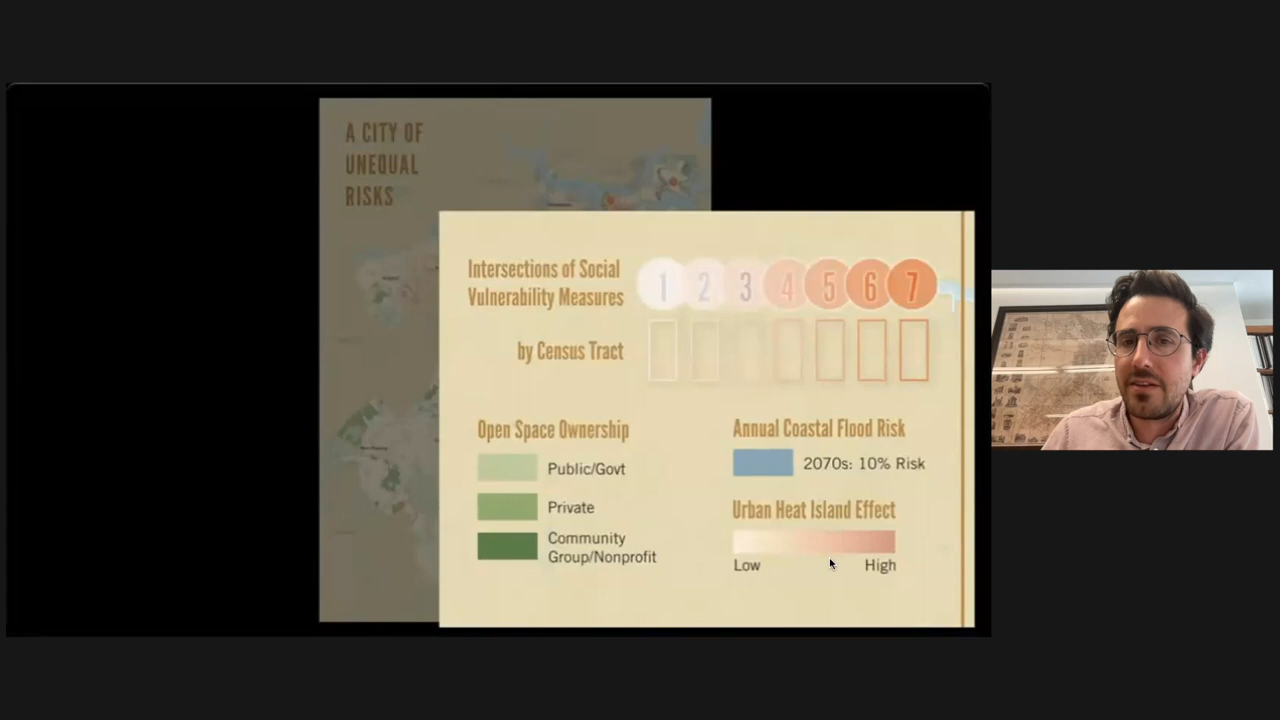 A CITY OF
UNEQUAL
RISKS
Intersections of Social
Vulnerability Measures
1 2 3 4 5 6 7
by Census Tract
Open Space Ownership
Public/Govt
Private
Community
Group/Nonprofit
Annual Coastal Flood Risk
2070s: 10% Risk
Urban Heat Island Effect
Low High